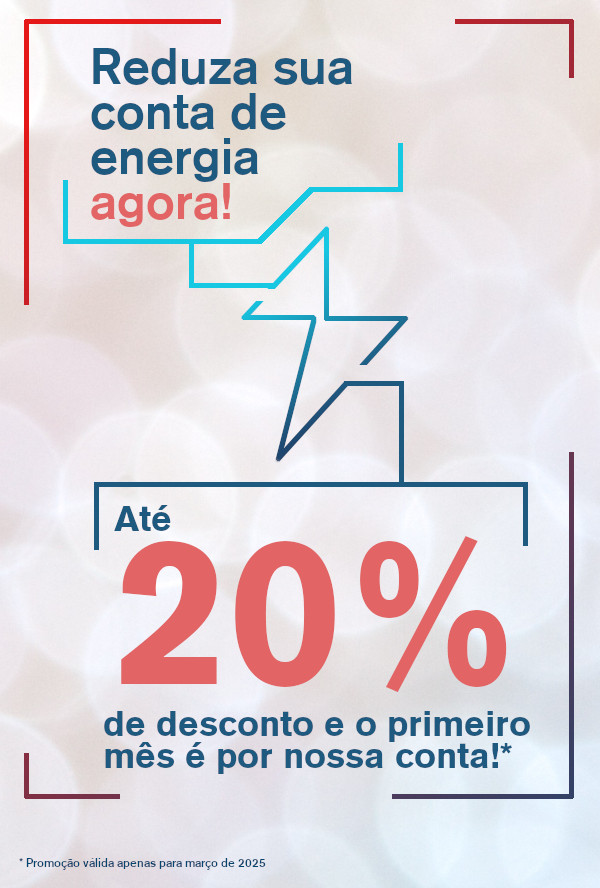 Reduza sua
conta de
energia
agora!
Até
20%
de desconto e o primeiro
mês é por nossa conta!*
* Promoção válida apenas para março de 2025